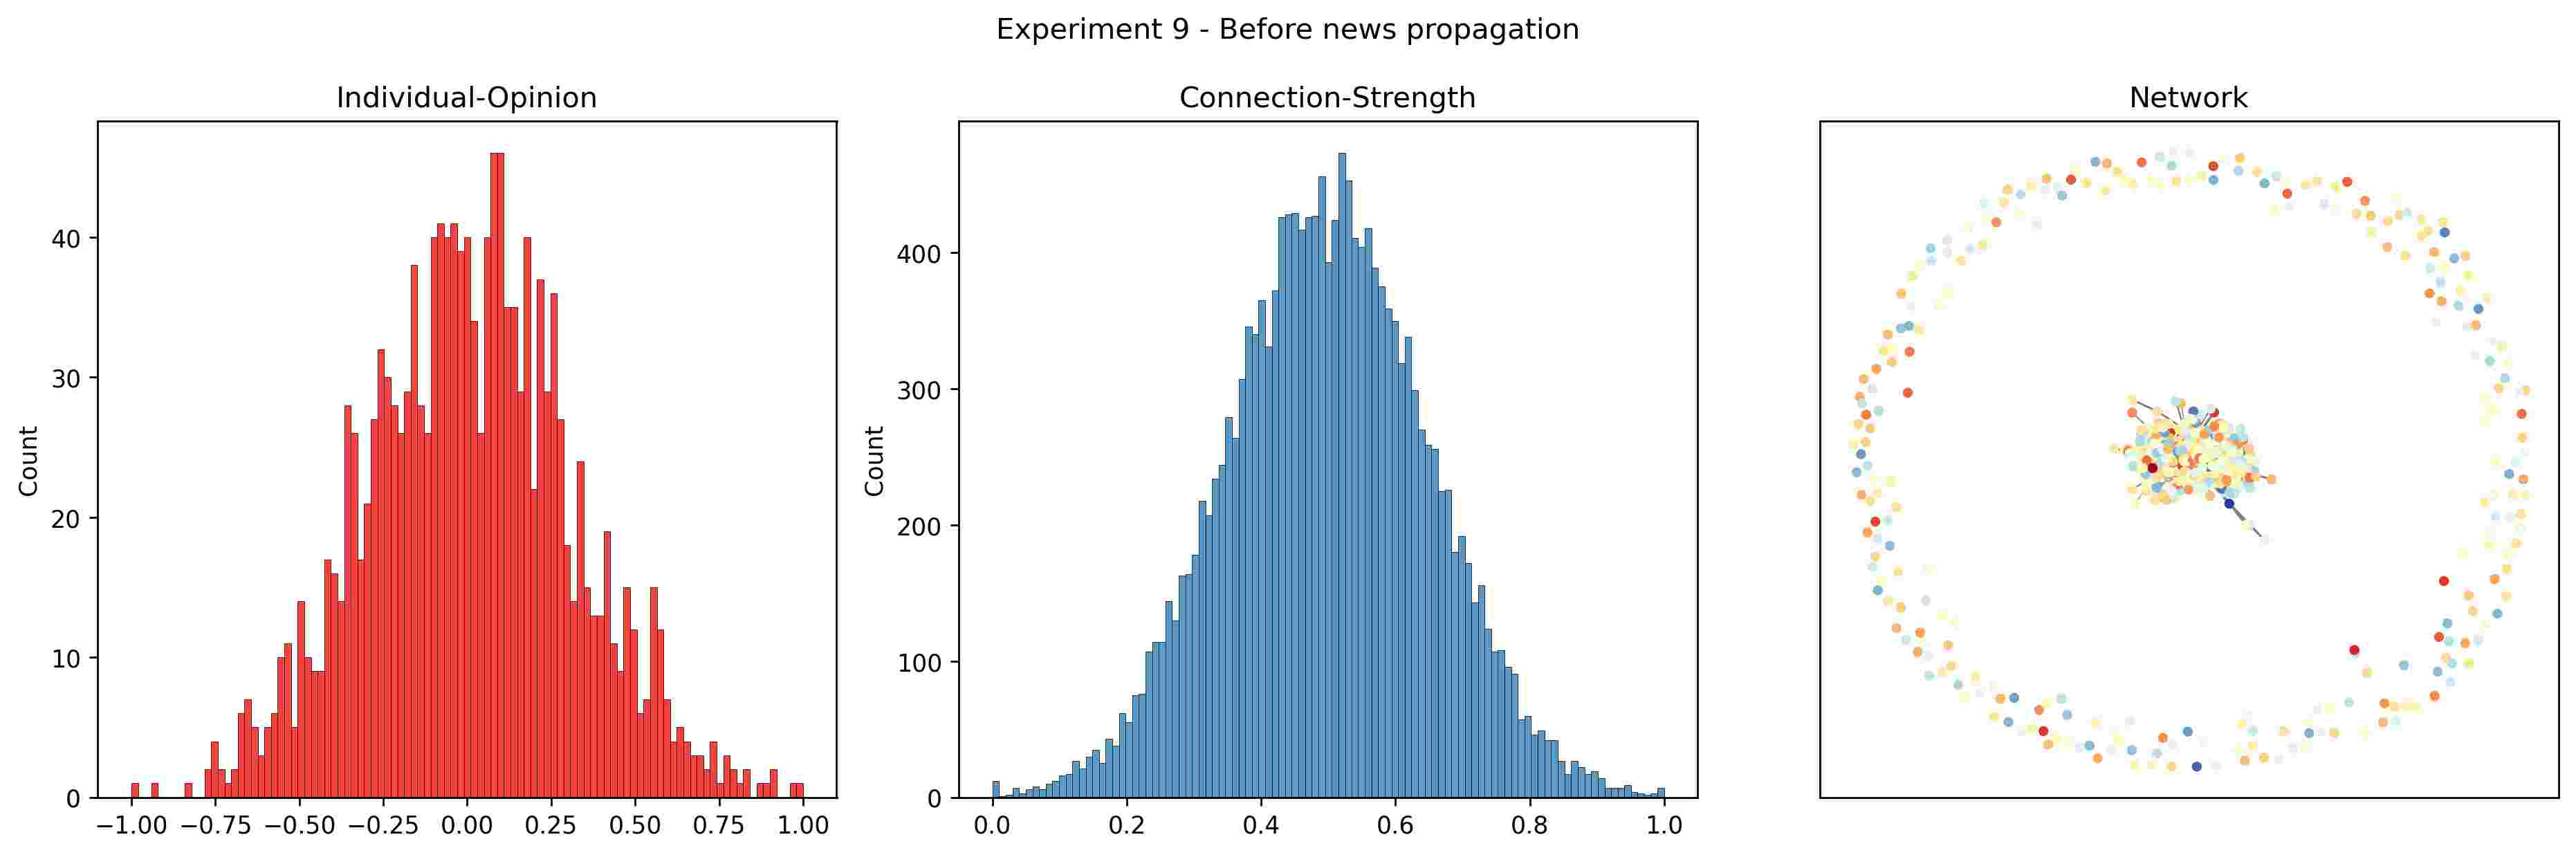 Experiment 9 - Before news propagation
Individual-Opinion
Count
0
10
20
30
40
−1.00 −0.75 −0.50 −0.25 0.00 0.25 0.50 0.75 1.00
Connection-Strength
Count
0
100
200
300
400
0.0 0.2 0.4 0.6 0.8 1.0
Network